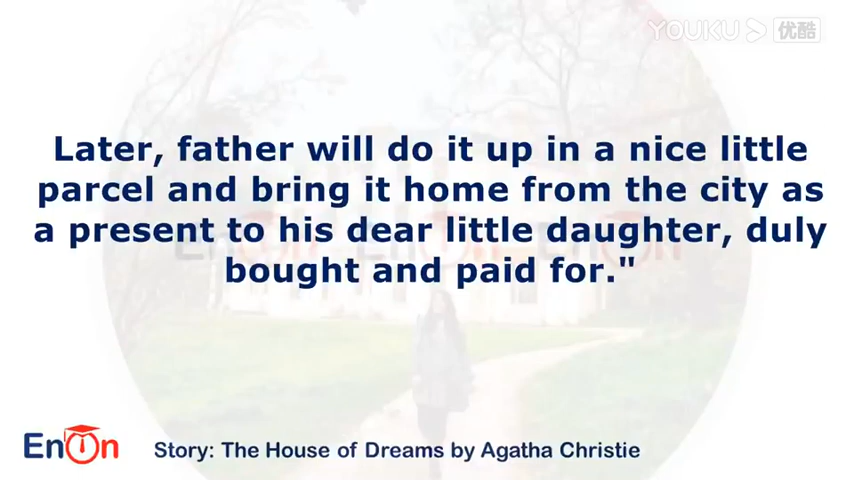 YOUKU 优酷
Later, father will do it up in a nice little
parcel and bring it home from the city as
a present to his dear little daughter, duly
bought and paid for."
EnOn
Story: The House of Dreams by Agatha Christie